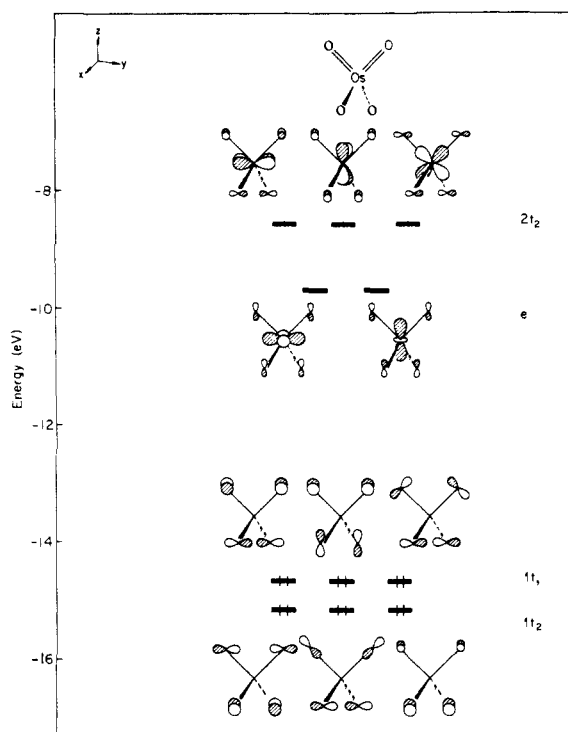 z
x
y
O
O
Os
O
O
-8
2t₂
-10
e
Energy (eV)
-12
-14
1t₁
1t₂
-16